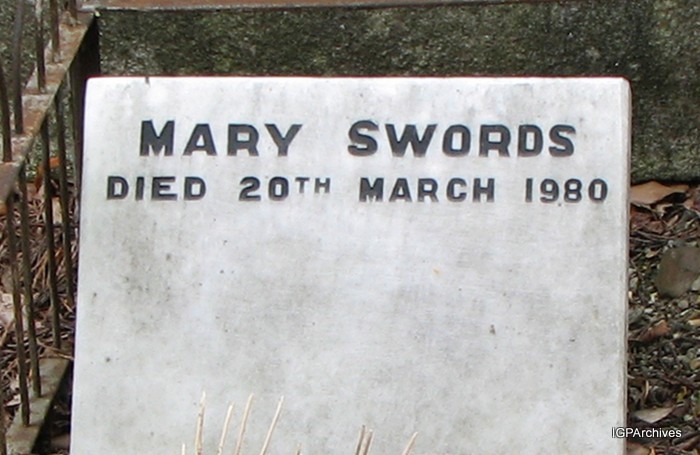 MARY SWORDS
DIED 20TH MARCH 1980
IGPArchives